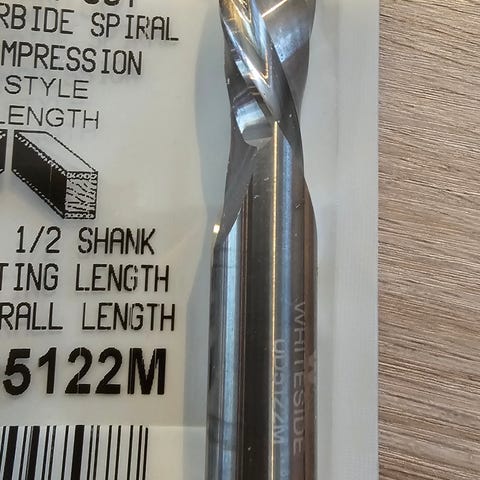 RBIDE SPIRAL
MPRESSION
STYLE
LENGTH
1/2 SHANK
TING LENGTH
RALL LENGTH
5122M
WHITESIDE